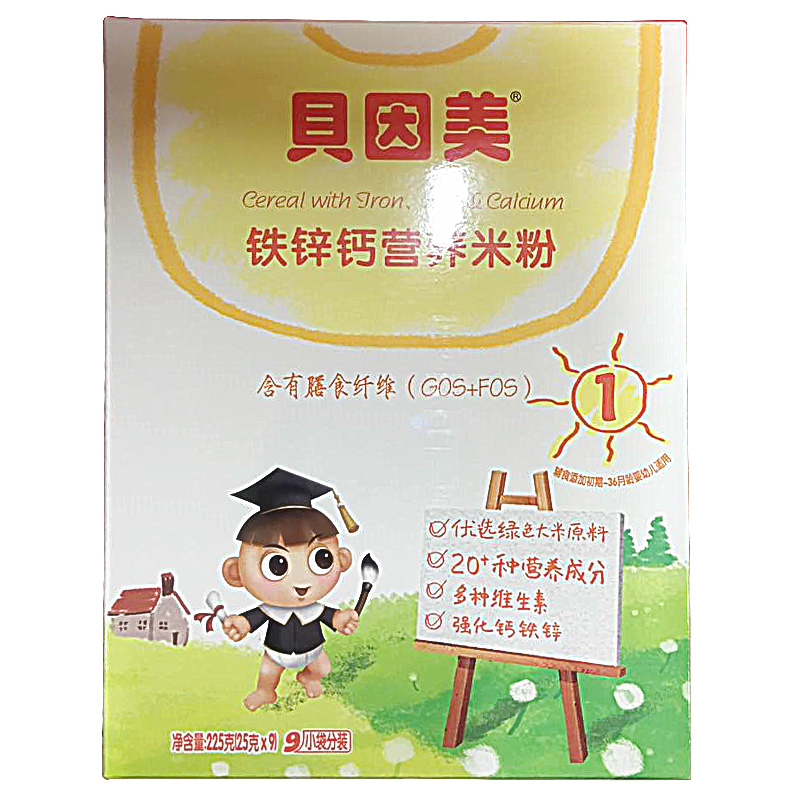 贝因美®
Cereal with Iron、 & Calcium
铁锌钙营养米粉
含有膳食纤维（GOS+FOS）
1
辅食添加初期-36月龄婴幼儿适用
优选绿色大米原料
20+种营养成分
多种维生素
强化钙铁锌
净含量:225克(25克x9) 9小袋分装